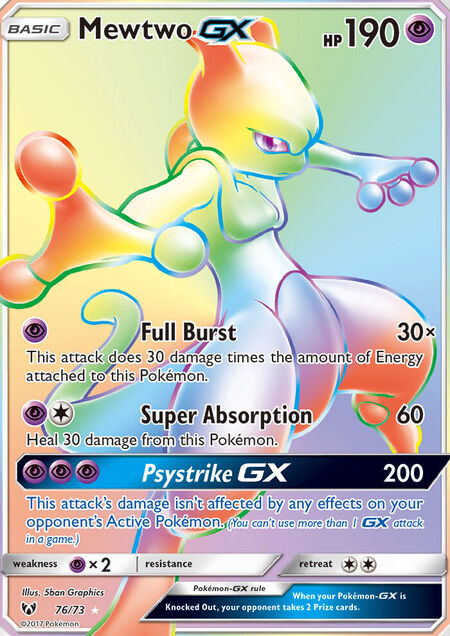 BASIC Mewtwo GX HP 190
Full Burst 30×
This attack does 30 damage times the amount of Energy
attached to this Pokémon.
Super Absorption 60
Heal 30 damage from this Pokémon.
Psystrike GX 200
This attack's damage isn't affected by any effects on your
opponent's Active Pokémon. (You can't use more than 1 GX attack
in a game.)
weakness × 2 resistance retreat
Illus. 5ban Graphics
76/73
©2017 Pokémon
Pokémon-GX rule
When your Pokémon-GX is
Knocked Out, your opponent takes 2 Prize cards.